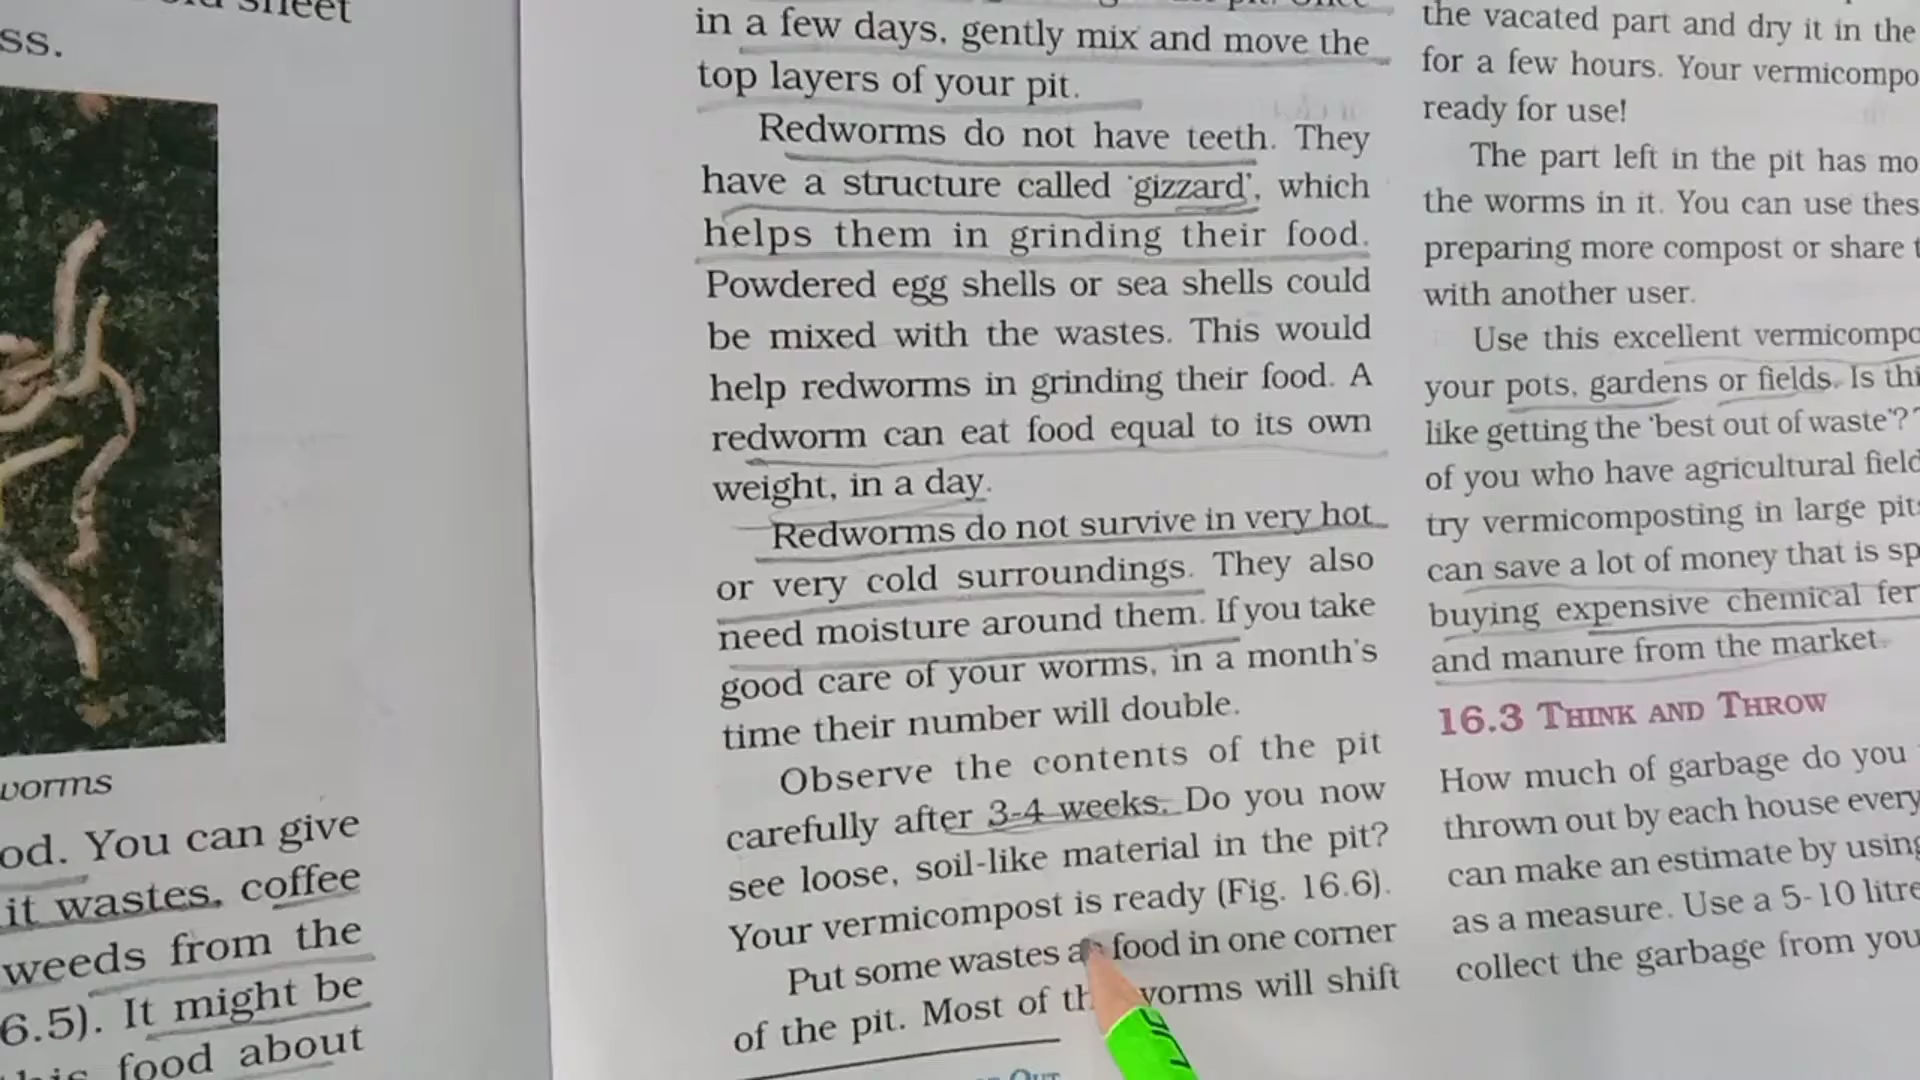 sheet
ss.
worms
od. You can give
it wastes, coffee
weeds from the
6.5). It might be
food about
in a few days, gently mix and move the
top layers of your pit.
Redworms do not have teeth. They
have a structure called 'gizzard', which
helps them in grinding their food.
Powdered egg shells or sea shells could
be mixed with the wastes. This would
help redworms in grinding their food. A
redworm can eat food equal to its own
weight, in a day.
Redworms do not survive in very hot
or very cold surroundings. They also
need moisture around them. If you take
good care of your worms, in a month's
time their number will double.
Observe the contents of the pit
carefully after 3-4 weeks. Do you now
see loose, soil-like material in the pit?
Your vermicompost is ready (Fig. 16.6).
Put some wastes food in one corner
of the pit. Most of worms will shift
the vacated part and dry it in the
for a few hours. Your vermicompo
ready for use!
The part left in the pit has mo
the worms in it. You can use thes
preparing more compost or share t
with another user.
Use this excellent vermicompo
your pots, gardens or fields. Is thi
like getting the 'best out of waste'?
of you who have agricultural field
try vermicomposting in large pits
can save a lot of money that is sp
buying expensive chemical fer
and manure from the market.
16.3 THINK AND THROW
How much of garbage do you
thrown out by each house every
can make an estimate by using
as a measure. Use a 5-10 litre
collect the garbage from you